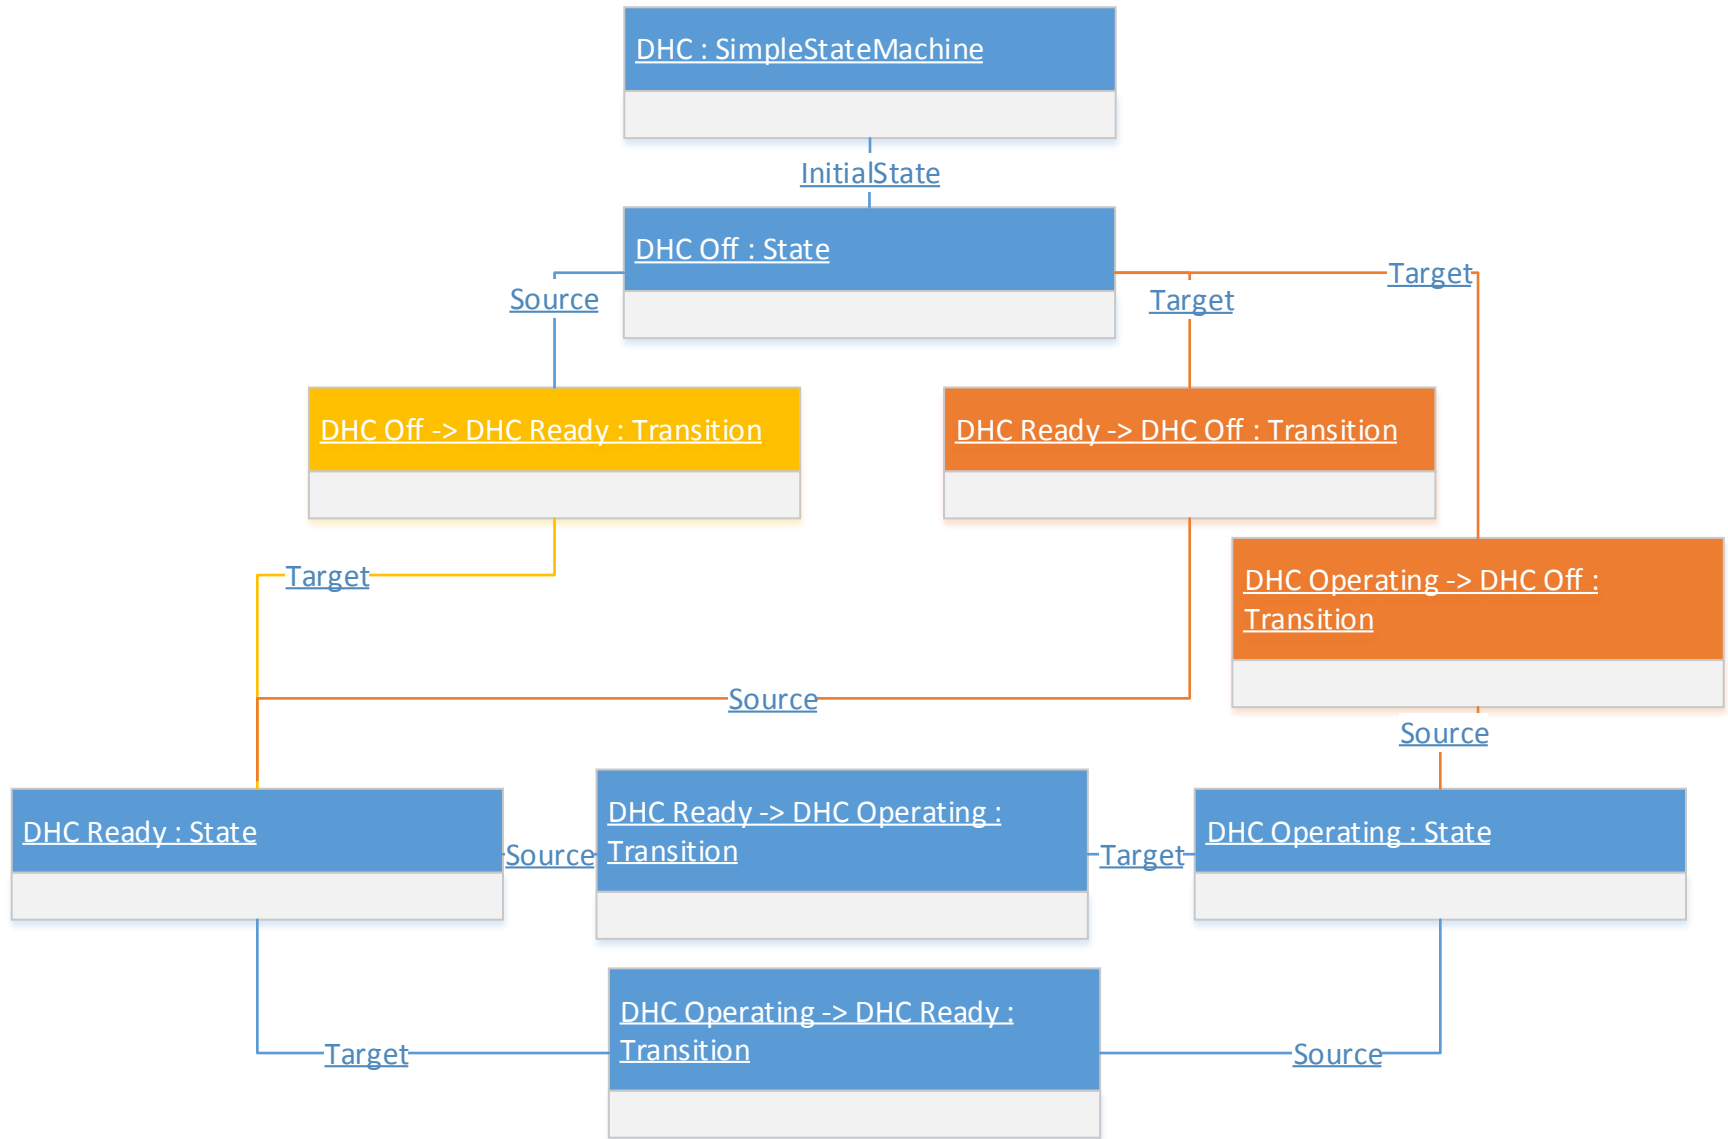 DHC : SimpleStateMachine
InitialState
DHC Off : State
Source
Target
Target
DHC Off -> DHC Ready : Transition
DHC Ready -> DHC Off : Transition
Target
DHC Operating -> DHC Off :
Transition
Source
Source
DHC Ready : State
Source
DHC Ready -> DHC Operating :
Transition
Target
DHC Operating : State
Target
DHC Operating -> DHC Ready :
Transition
Source